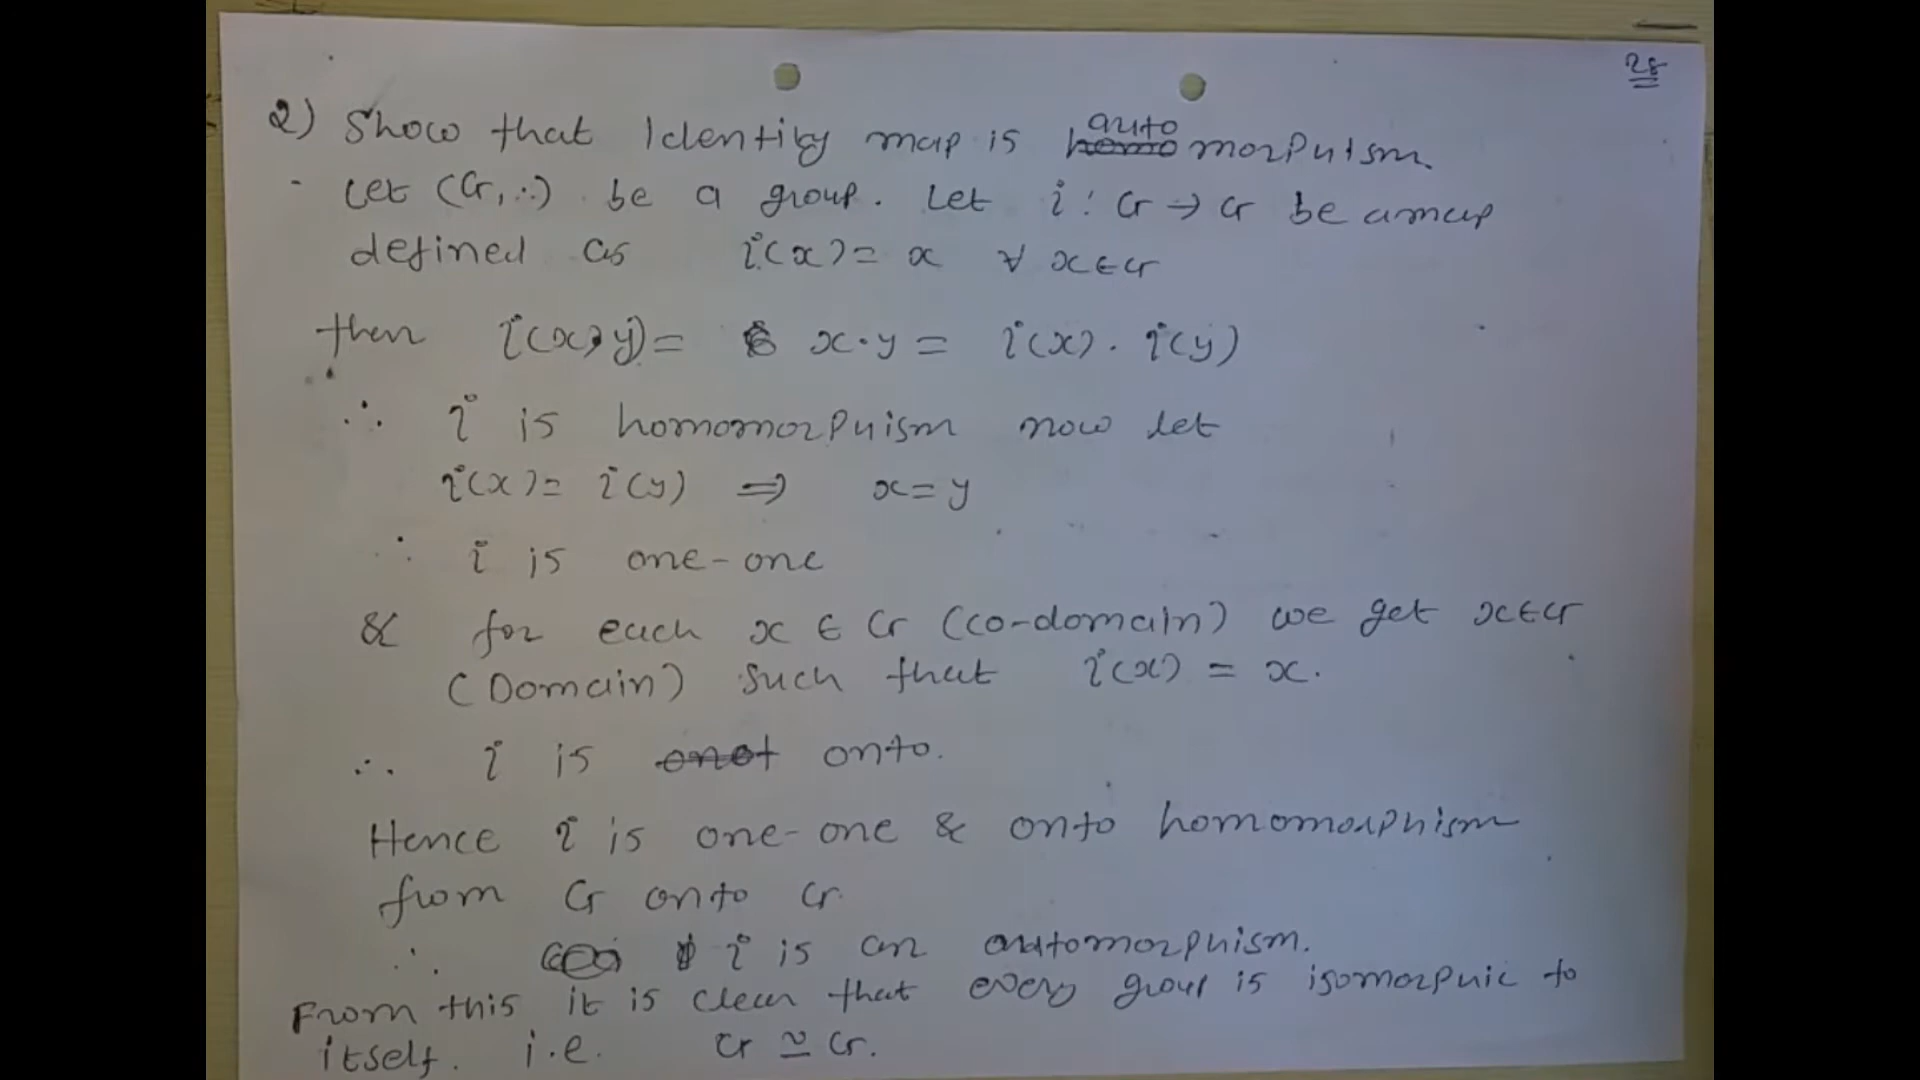 28
2) Show that Identity map is automorphism.
Let (G, ·) be a group. Let i : G → G be a map
defined as i(x) = x ∀ x∈G
then i(x·y) = x·y = i(x) · i(y)
∴ i is homomorphism now let
i(x) = i(y) ⇒ x = y
∴ i is one-one
& for each x ∈ G (co-domain) we get x∈G
(Domain) such that i(x) = x.
∴ i is onto.
Hence i is one-one & onto homomorphism
from G onto G.
∴ i is an automorphism.
From this it is clear that every group is isomorphic to
itself. i.e. G ≅ G.